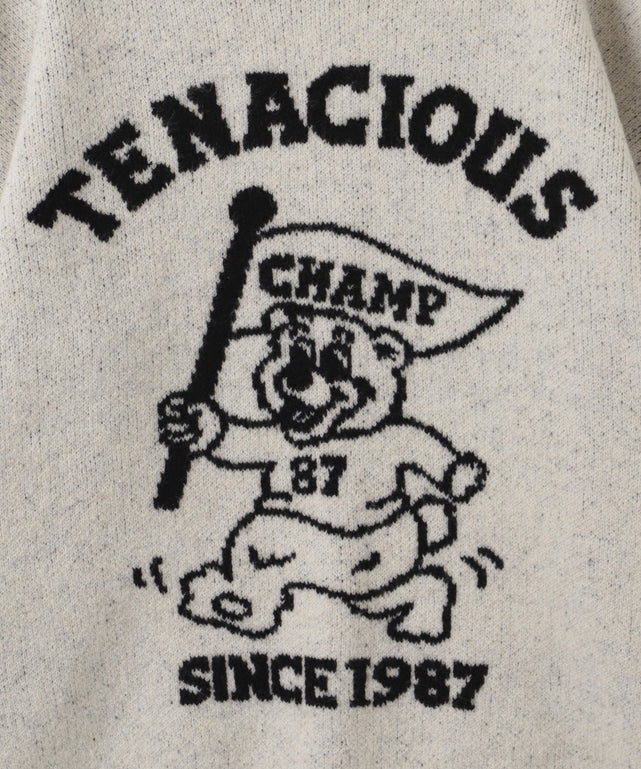 TENACIOUS
CHAMP
87
SINCE 1987